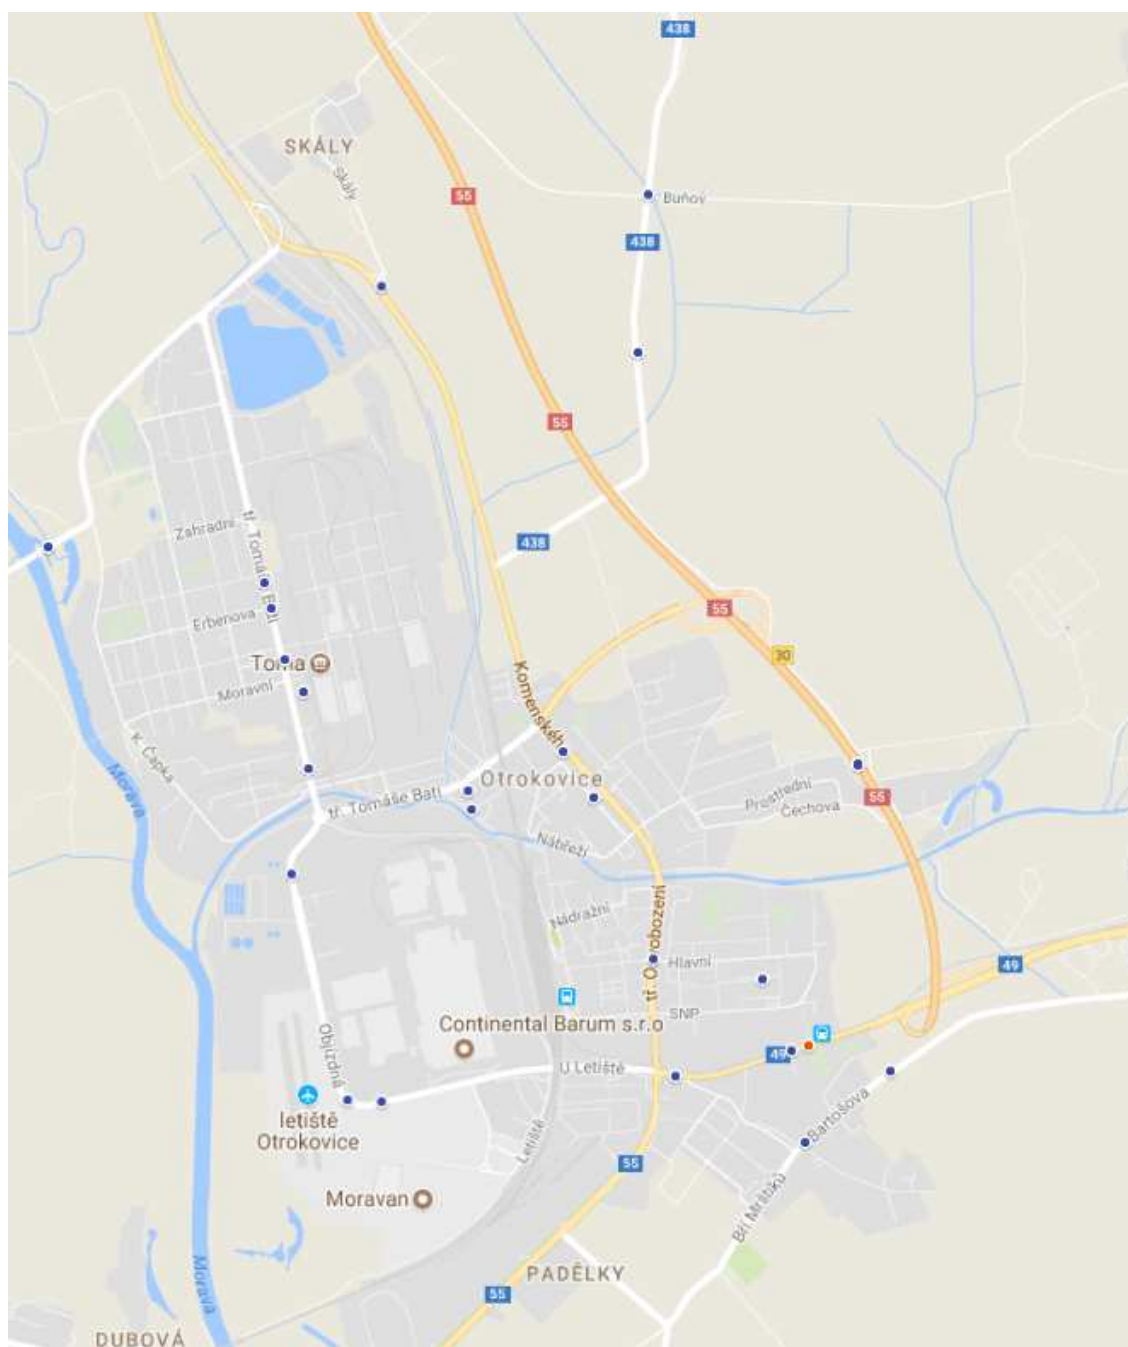 438
SKÁLY
Skály
55
Buňov
438
55
Zahradní
tř. Tomáše Bati
438
Erbenova
55
Toma
30
Moravní
Komenského
K. Čapka
Morava
Otrokovice
Prostřední
Čechova
55
tř. Tomáše Bati
Nábřeží
Nádražní
tř. Osvobození
Hlavní
49
SNP
Continental Barum s.r.o
49
Objízdná
U Letiště
letiště
Otrokovice
Letiště
Bartošova
55
Moravan
Bří Mrštíků
Morava
PADĚLKY
55
DUBOVÁ